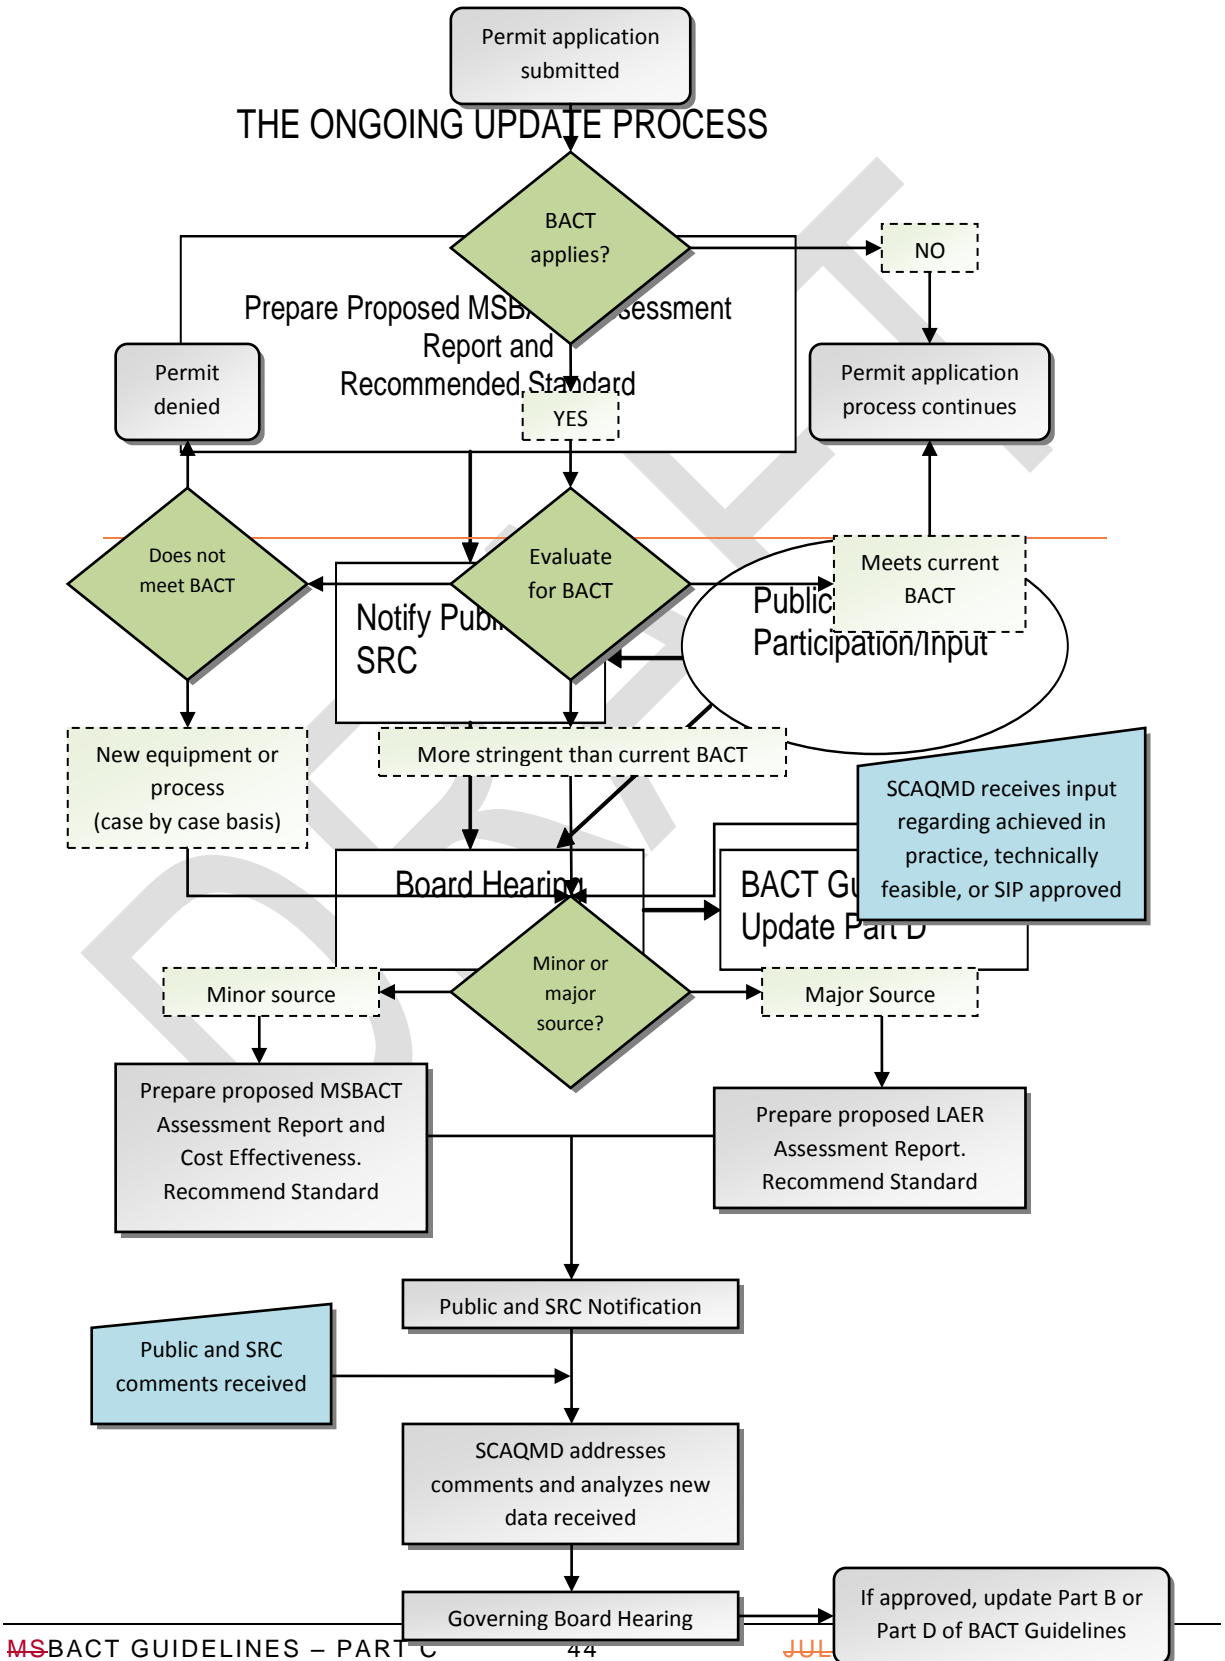 Permit application
submitted
THE ONGOING UPDATE PROCESS
BACT
applies?
NO
Prepare Proposed
Report and
Recommended Standard
Permit
denied
YES
Permit application
process continues
Does not
meet BACT
Evaluate
for BACT
Meets current
BACT
Notify
SRC
Public
Participation/Input
New equipment or
process
(case by case basis)
More stringent than current BACT
SCAQMD receives input
regarding achieved in
practice, technically
feasible, or SIP approved
Board Hearing
BACT
Update Part D
Minor or
major
source?
Minor source
Major Source
Prepare proposed MSBACT
Assessment Report and
Cost Effectiveness.
Recommend Standard
Prepare proposed LAER
Assessment Report.
Recommend Standard
Public and SRC Notification
Public and SRC
comments received
SCAQMD addresses
comments and analyzes new
data received
Governing Board Hearing
If approved, update Part B or
Part D of BACT Guidelines
MSBACT GUIDELINES – PART C 44
DRAFT